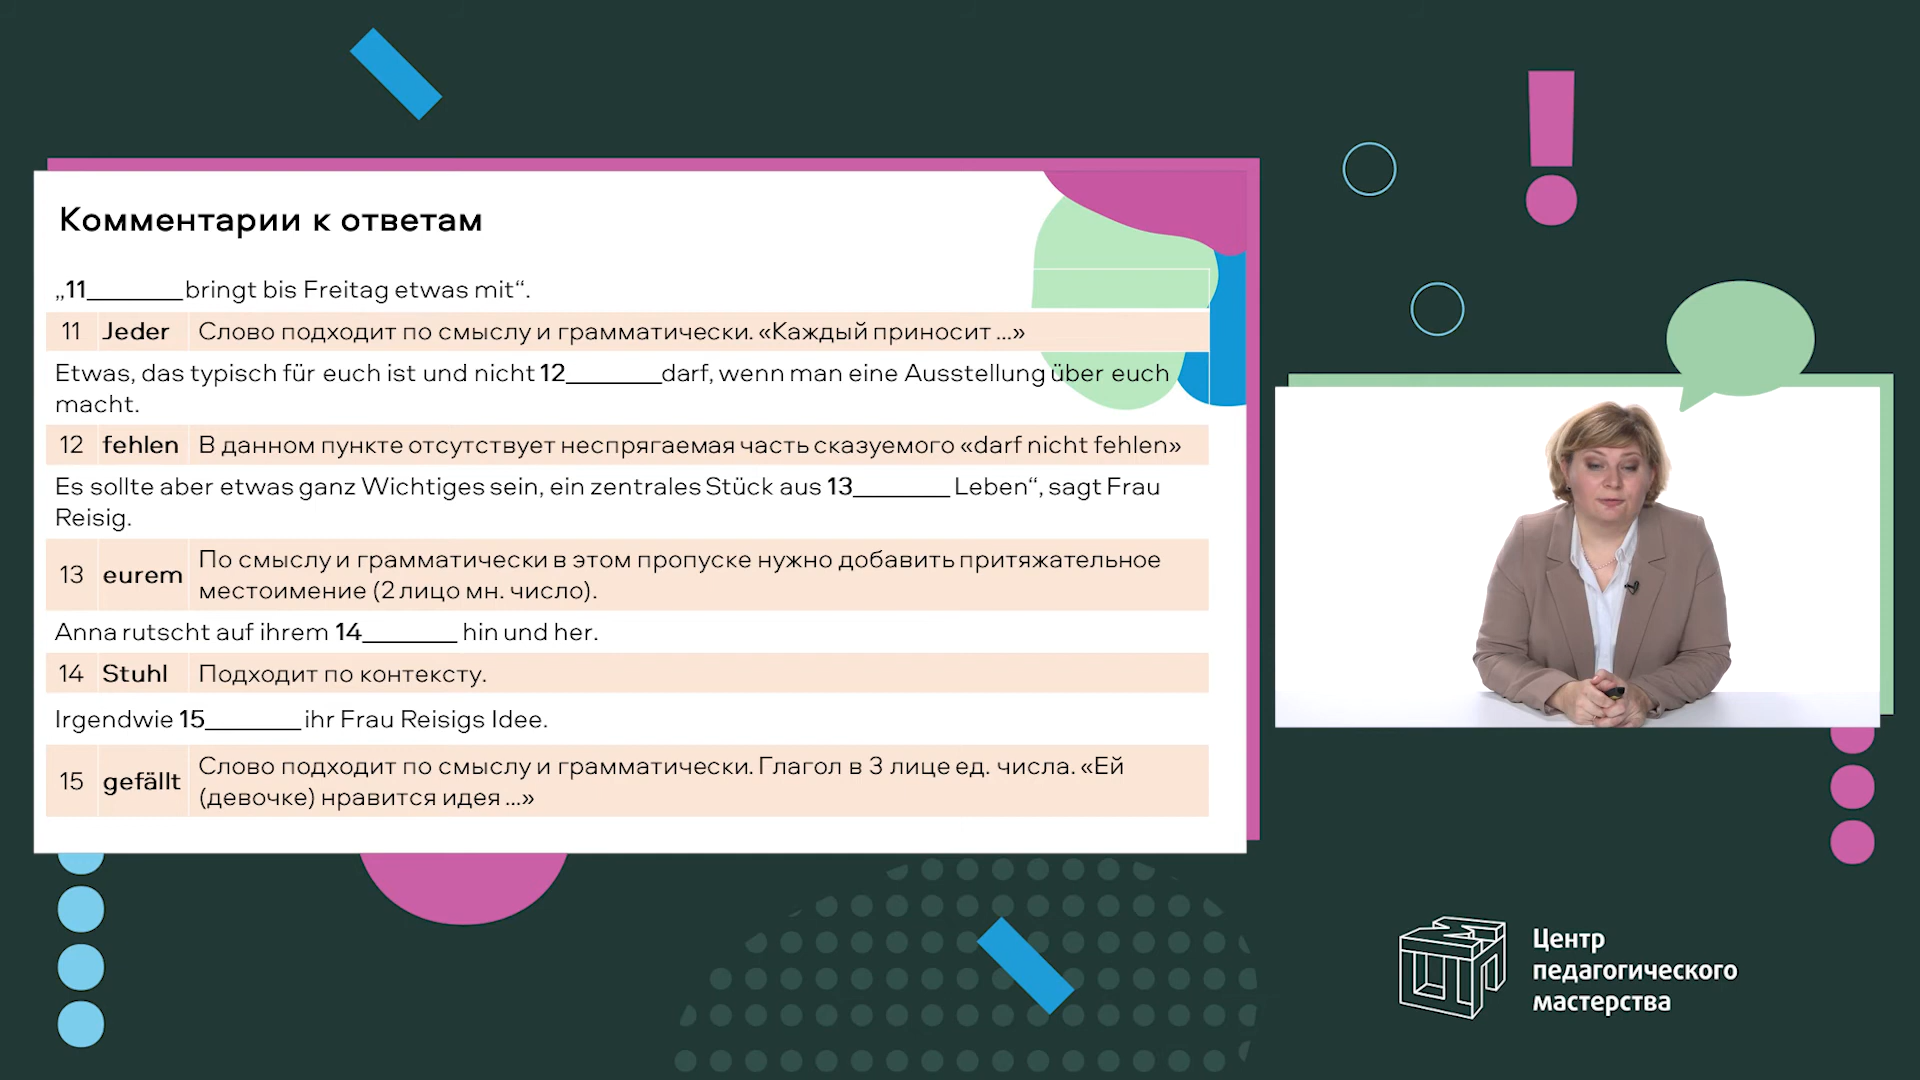 Комментарии к ответам
„11________bringt bis Freitag etwas mit“.
11 Jeder Слово подходит по смыслу и грамматически. «Каждый приносит ...»
Etwas, das typisch für euch ist und nicht 12________darf, wenn man eine Ausstellung über euch
macht.
12 fehlen В данном пункте отсутствует неспрягаемая часть сказуемого «darf nicht fehlen»
Es sollte aber etwas ganz Wichtiges sein, ein zentrales Stück aus 13________ Leben“, sagt Frau
Reisig.
13 eurem По смыслу и грамматически в этом пропуске нужно добавить притяжательное
местоимение (2 лицо мн. число).
Anna rutscht auf ihrem 14________ hin und her.
14 Stuhl Подходит по контексту.
Irgendwie 15________ihr Frau Reisigs Idee.
15 gefällt Слово подходит по смыслу и грамматически. Глагол в 3 лице ед. числа. «Ей
(девочке) нравится идея ...»
Центр
педагогического
мастерства